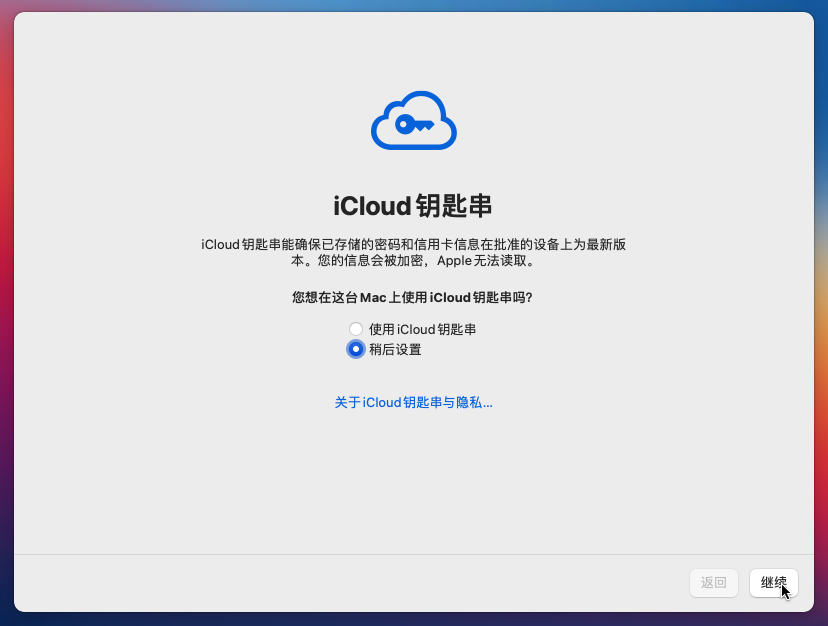 iCloud 钥匙串
iCloud 钥匙串能确保已存储的密码和信用卡信息在批准的设备上为最新版
本。您的信息会被加密，Apple 无法读取。
您想在这台 Mac 上使用 iCloud 钥匙串吗？
使用 iCloud 钥匙串
稍后设置
关于 iCloud 钥匙串与隐私...
返回
继续